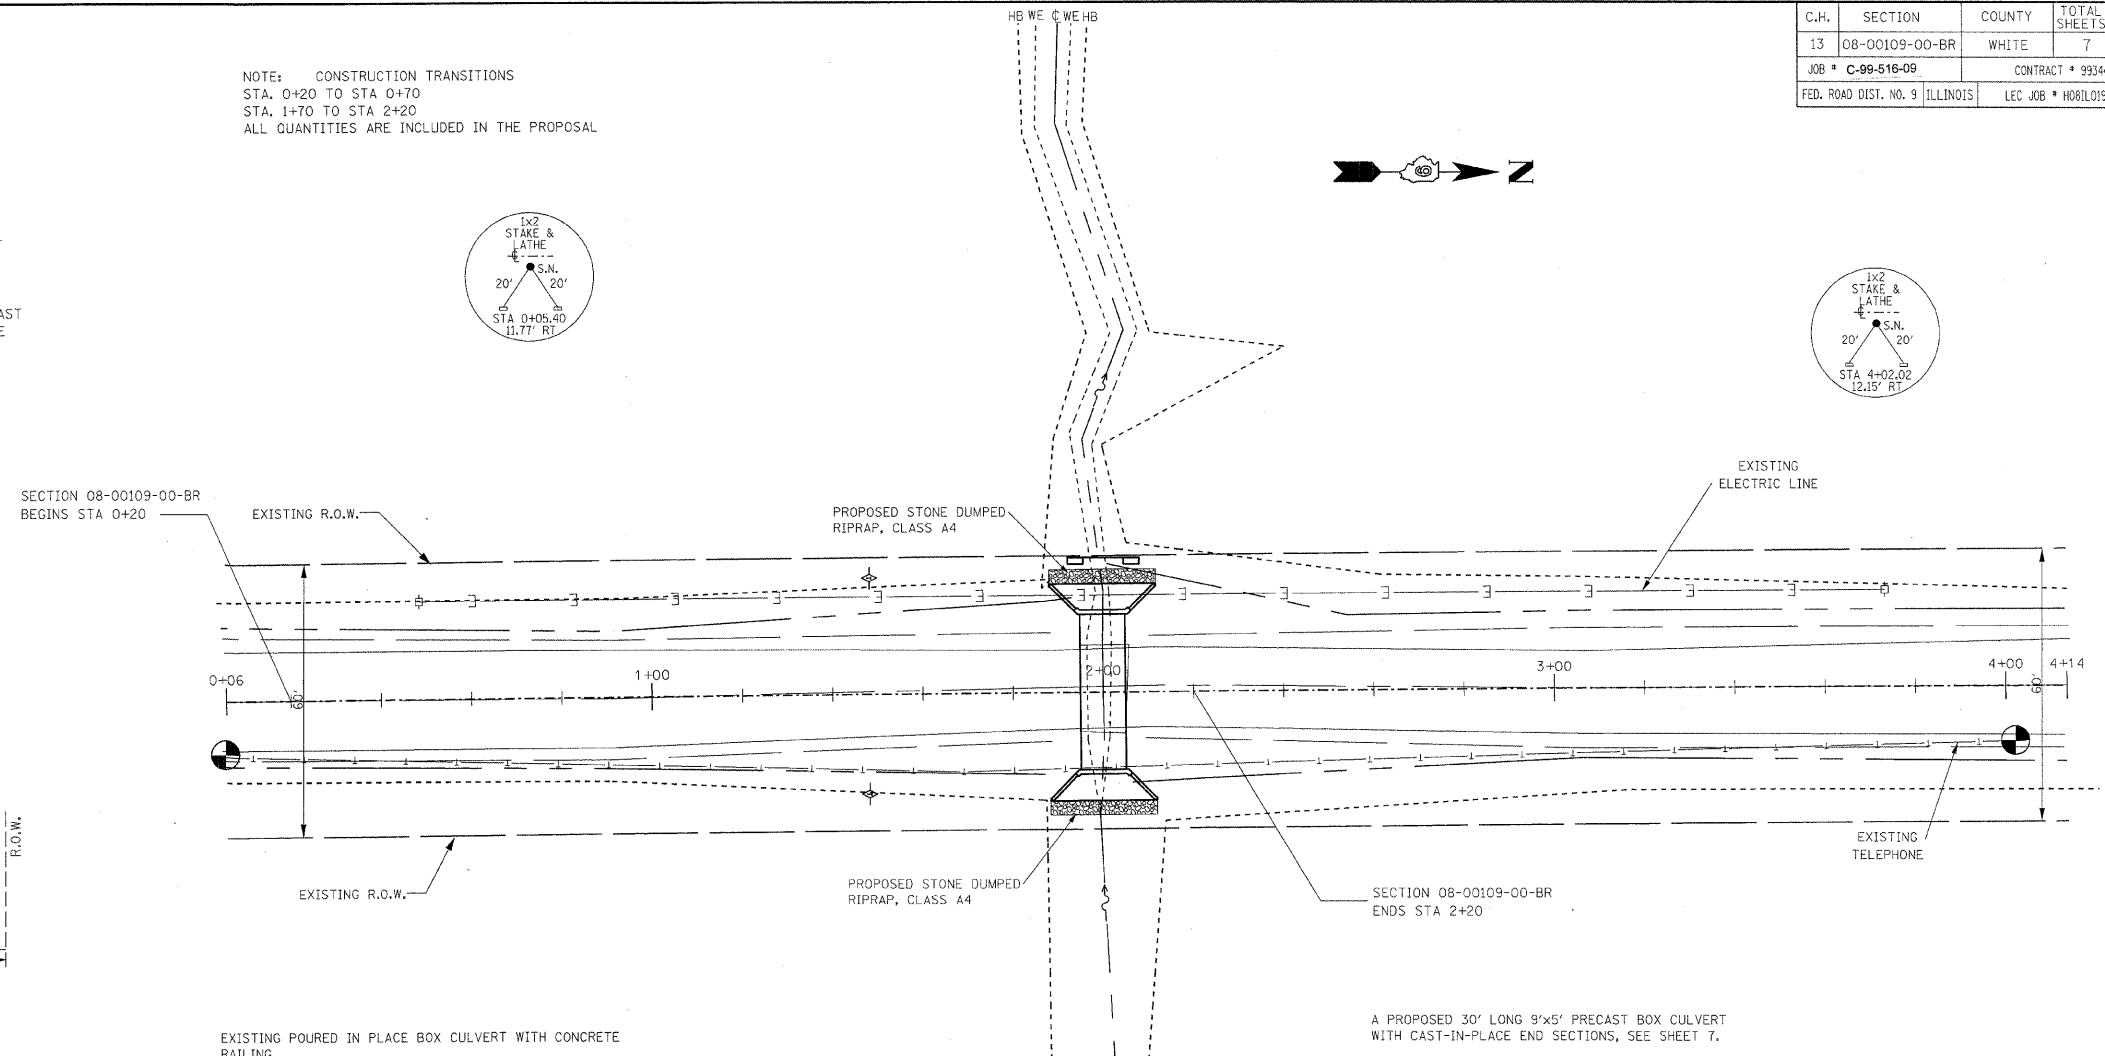 HB WE ℄ WE HB
C.H. SECTION COUNTY TOTAL SHEETS
13 08-00109-00-BR WHITE 7
JOB # C-99-516-09 CONTRACT # 9934
FED. ROAD DIST. NO. 9 ILLINOIS LEC JOB # H08IL019
NOTE: CONSTRUCTION TRANSITIONS
STA. 0+20 TO STA 0+70
STA. 1+70 TO STA 2+20
ALL QUANTITIES ARE INCLUDED IN THE PROPOSAL
N
1x2
STAKE &
LATHE
℄
S.N.
20' 20'
STA 0+05.40
11.77' RT
1x2
STAKE &
LATHE
℄
S.N.
20' 20'
STA 4+02.02
12.15' RT
AST
E
SECTION 08-00109-00-BR
BEGINS STA 0+20
EXISTING R.O.W.
PROPOSED STONE DUMPED
RIPRAP, CLASS A4
EXISTING
ELECTRIC LINE
0+06
1+00
2+00
3+00
4+00
4+14
60'
60'
R.O.W.
EXISTING R.O.W.
PROPOSED STONE DUMPED
RIPRAP, CLASS A4
SECTION 08-00109-00-BR
ENDS STA 2+20
EXISTING
TELEPHONE
EXISTING POURED IN PLACE BOX CULVERT WITH CONCRETE
RAILING
A PROPOSED 30' LONG 9'x5' PRECAST BOX CULVERT
WITH CAST-IN-PLACE END SECTIONS, SEE SHEET 7.